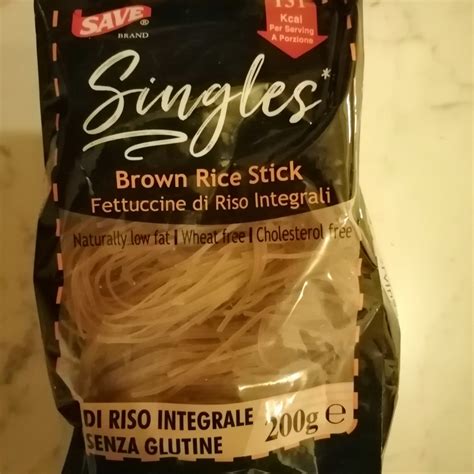 SAVE®
BRAND
Kcal
Per Serving
A Porzione
Singles*
Brown Rice Stick
Fettuccine di Riso Integrali
Naturally low fat | Wheat free | Cholesterol free
DI RISO INTEGRALE
SENZA GLUTINE
200g ℮